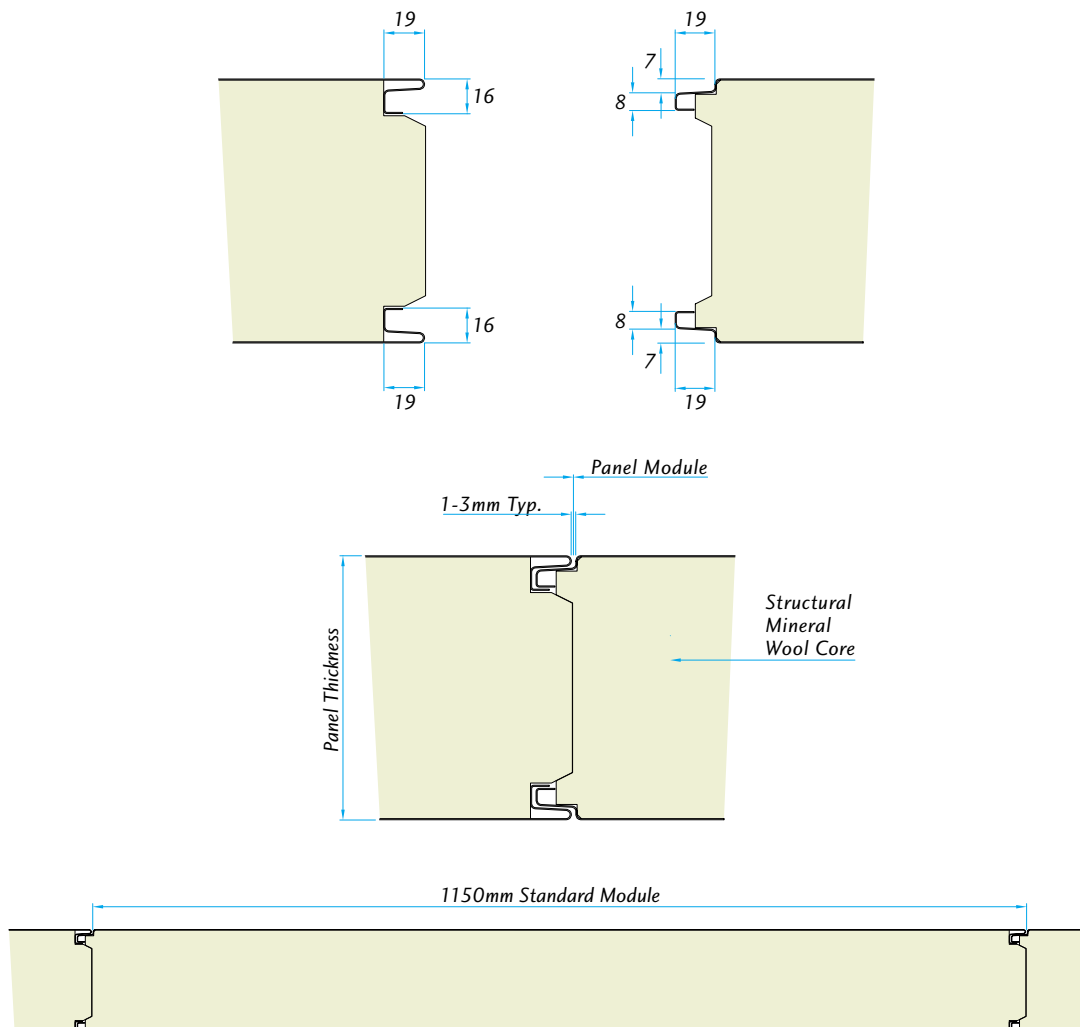 19
19
7
16
8
8
16
7
19
19
Panel Module
1-3mm Typ.
Structural
Mineral
Wool Core
Panel Thickness
1150mm Standard Module